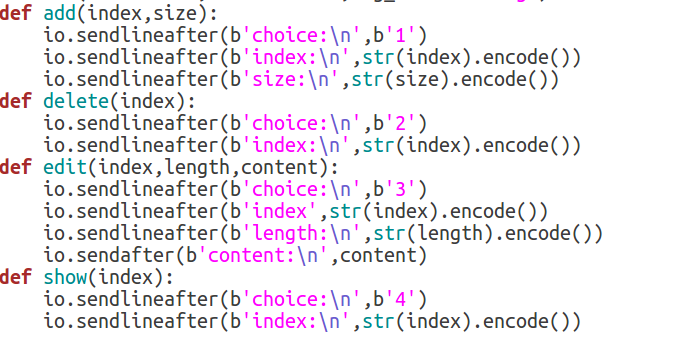 def add(index,size):
    io.sendlineafter(b'choice:\n',b'1')
    io.sendlineafter(b'index:\n',str(index).encode())
    io.sendlineafter(b'size:\n',str(size).encode())
def delete(index):
    io.sendlineafter(b'choice:\n',b'2')
    io.sendlineafter(b'index:\n',str(index).encode())
def edit(index,length,content):
    io.sendlineafter(b'choice:\n',b'3')
    io.sendlineafter(b'index',str(index).encode())
    io.sendlineafter(b'length:\n',str(length).encode())
    io.sendafter(b'content:\n',content)
def show(index):
    io.sendlineafter(b'choice:\n',b'4')
    io.sendlineafter(b'index:\n',str(index).encode())